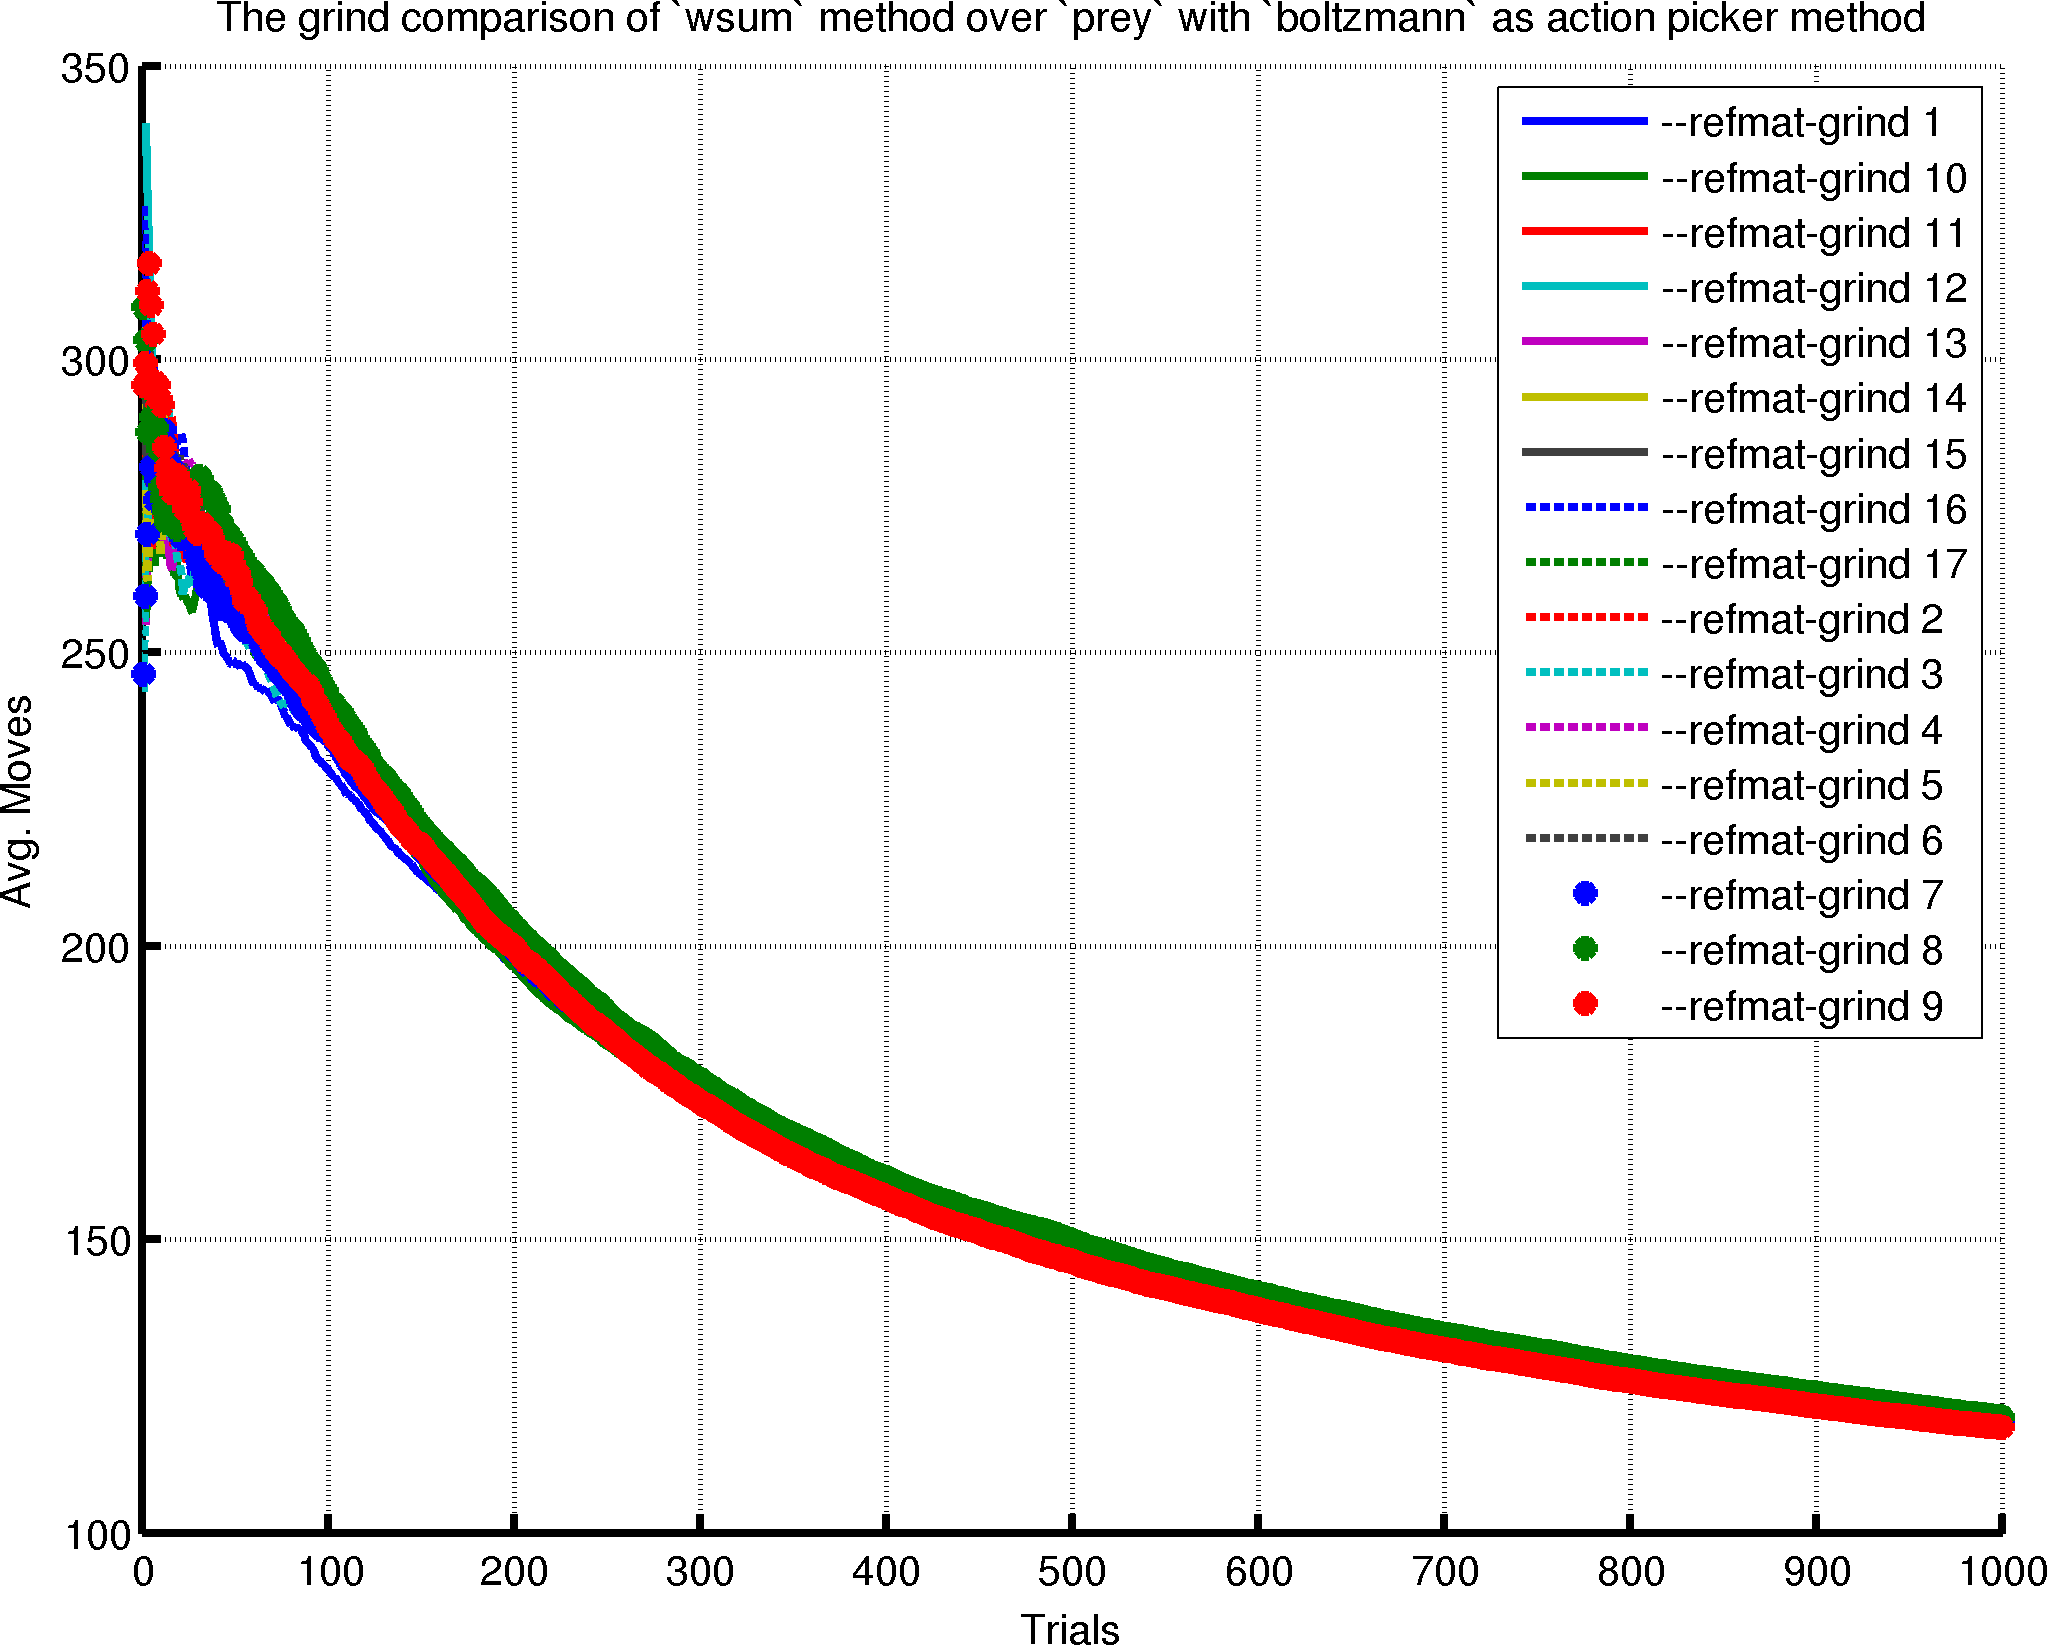 The grind comparison of `wsum` method over `prey` with `boltzmann` as action picker method
350
300
250
200
150
100
Avg. Moves
0 100 200 300 400 500 600 700 800 900 1000
Trials
--refmat-grind 1
--refmat-grind 10
--refmat-grind 11
--refmat-grind 12
--refmat-grind 13
--refmat-grind 14
--refmat-grind 15
--refmat-grind 16
--refmat-grind 17
--refmat-grind 2
--refmat-grind 3
--refmat-grind 4
--refmat-grind 5
--refmat-grind 6
--refmat-grind 7
--refmat-grind 8
--refmat-grind 9